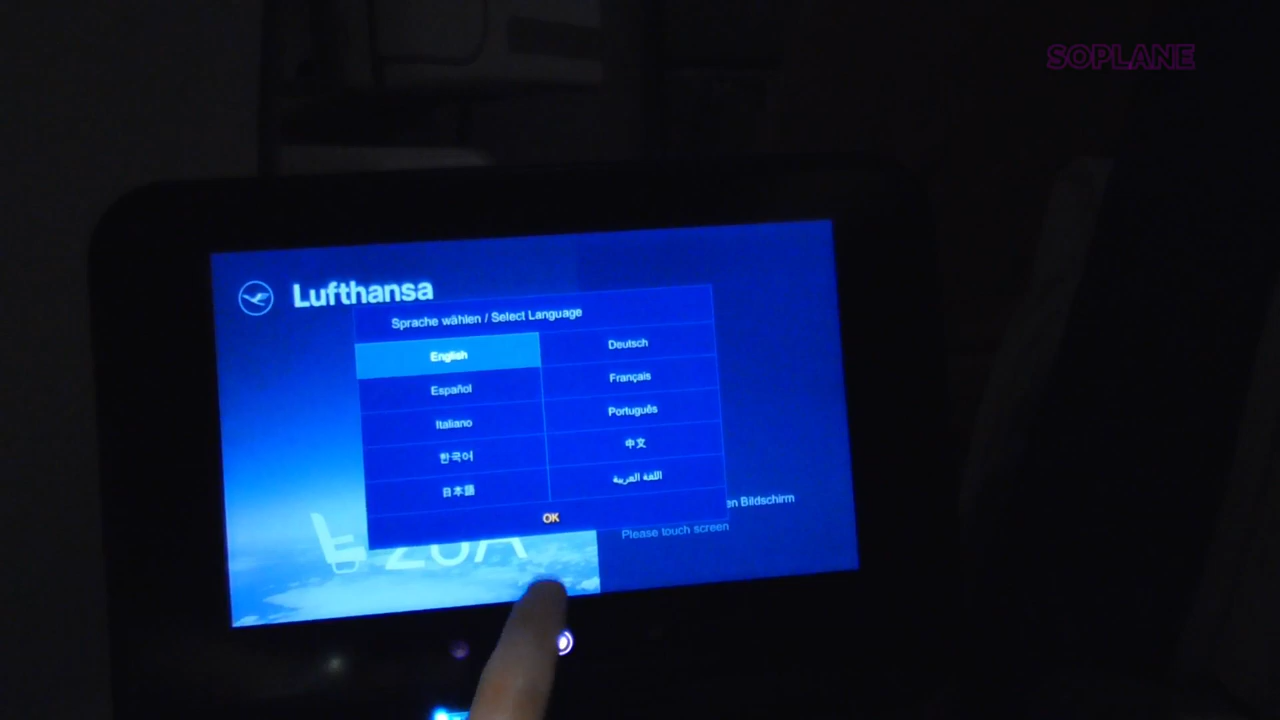 SOPLANE
Lufthansa
Sprache wählen / Select Language
English
Deutsch
Español
Français
Italiano
Português
한국어
中文
日本語
اللغة العربية
OK
en Bildschirm
Please touch screen